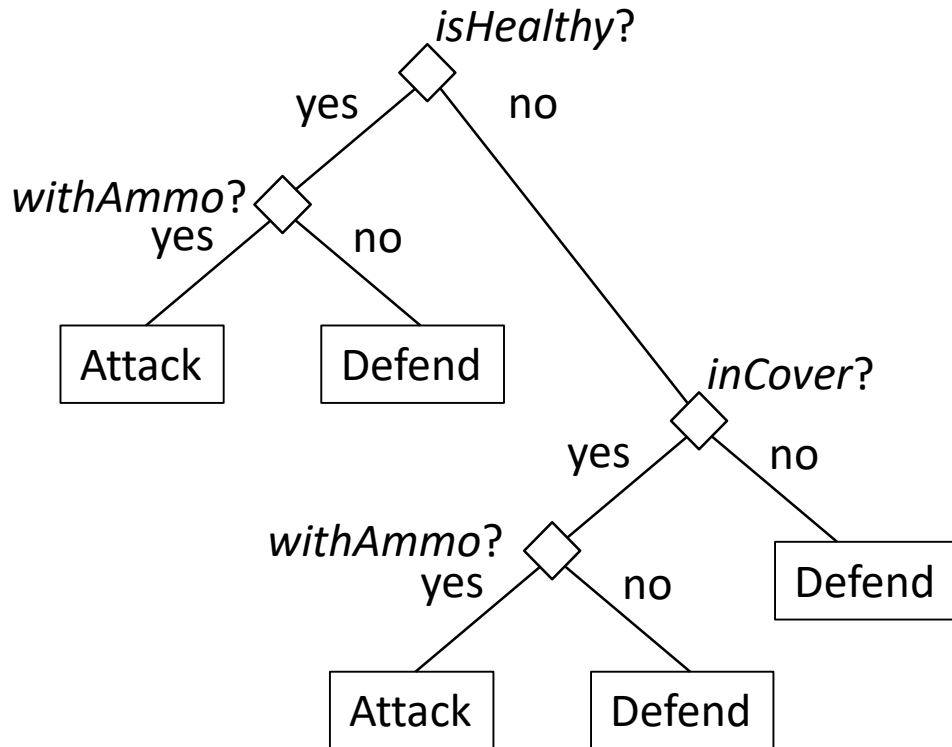 isHealthy?
yes
no
withAmmo?
yes
no
Attack
Defend
inCover?
yes
no
withAmmo?
yes
no
Defend
Attack
Defend